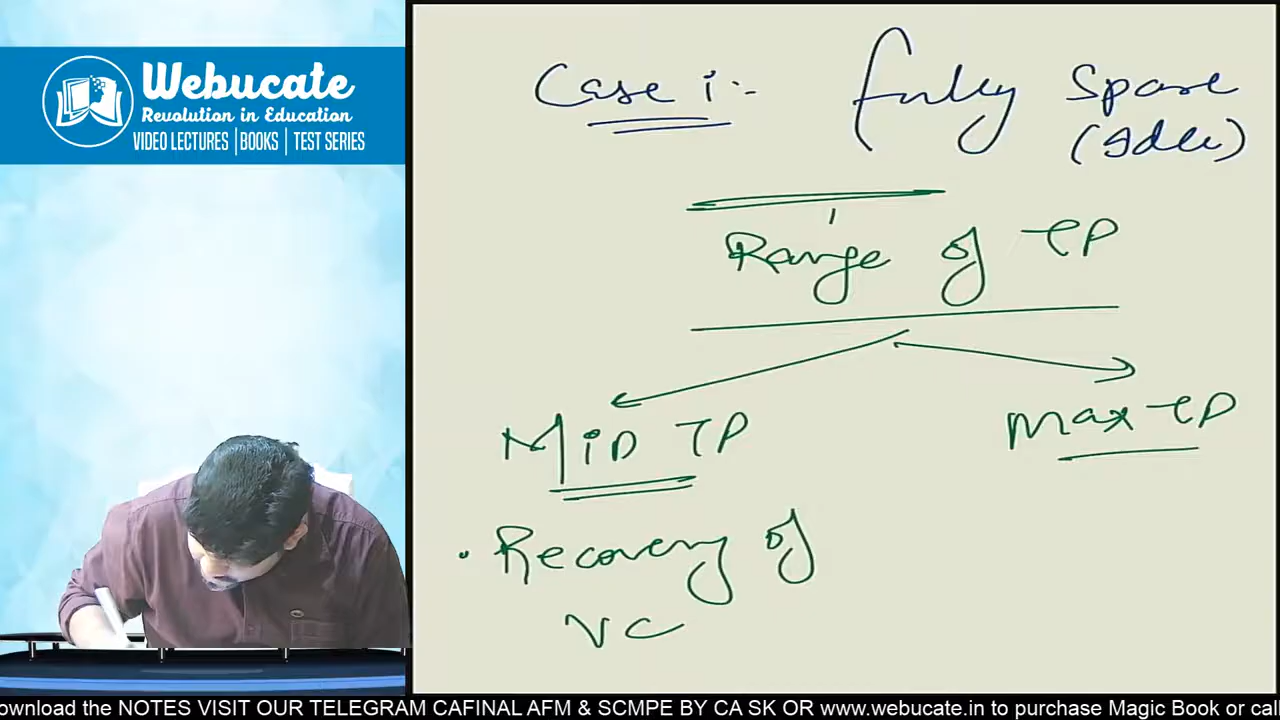 Webucate
Revolution in Education
VIDEO LECTURES | BOOKS | TEST SERIES
Case i:- Fully Spare
(Idle)
Range of TP
Min TP
Max TP
• Recovery of
VC
ownload the NOTES VISIT OUR TELEGRAM CAFINAL AFM & SCMPE BY CA SK OR www.webucate.in to purchase Magic Book or cal